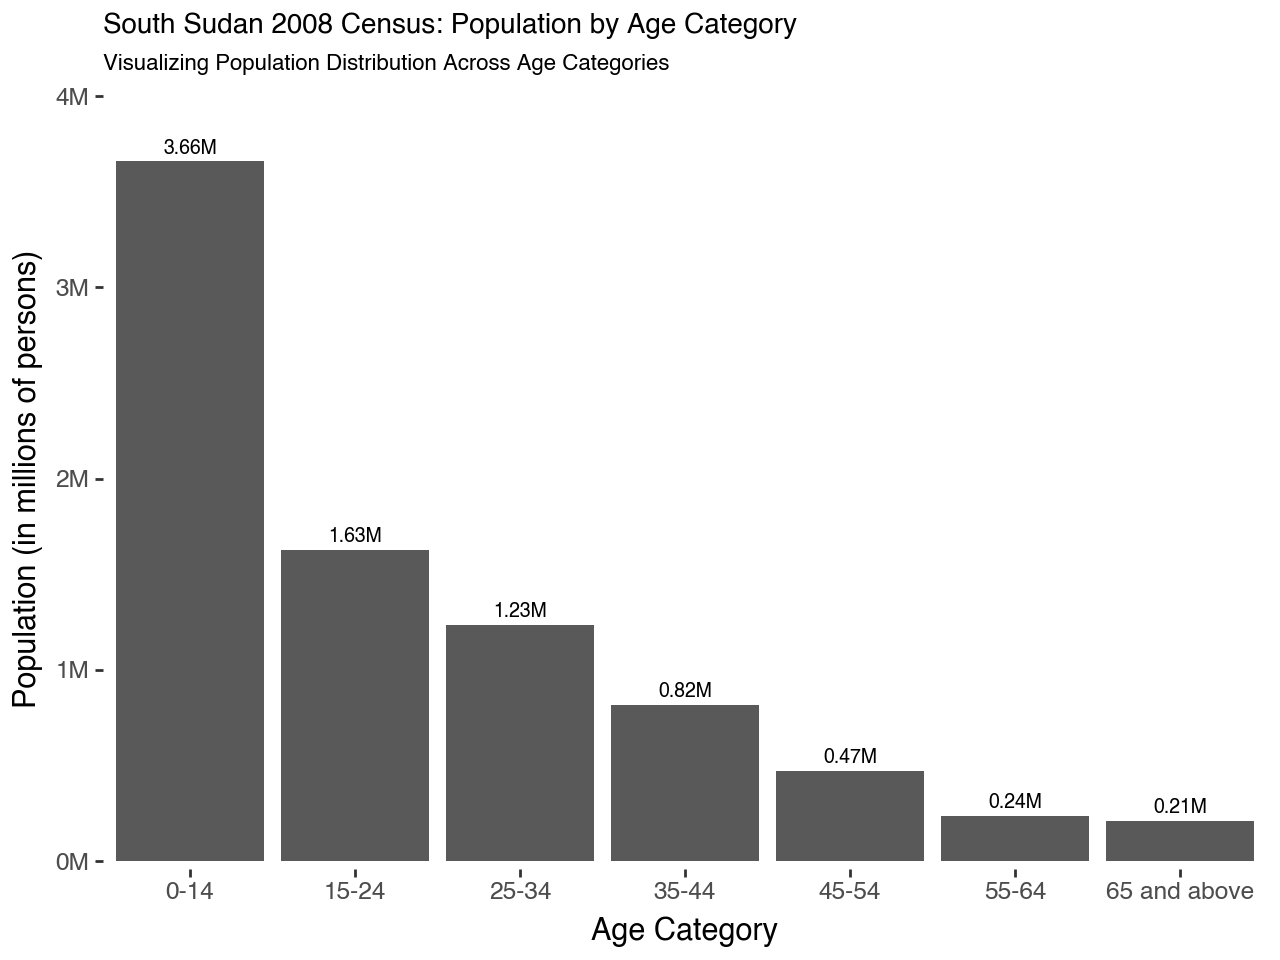 South Sudan 2008 Census: Population by Age Category
Visualizing Population Distribution Across Age Categories
Population (in millions of persons)
4M
3M
2M
1M
0M
3.66M
1.63M
1.23M
0.82M
0.47M
0.24M
0.21M
0-14
15-24
25-34
35-44
45-54
55-64
65 and above
Age Category